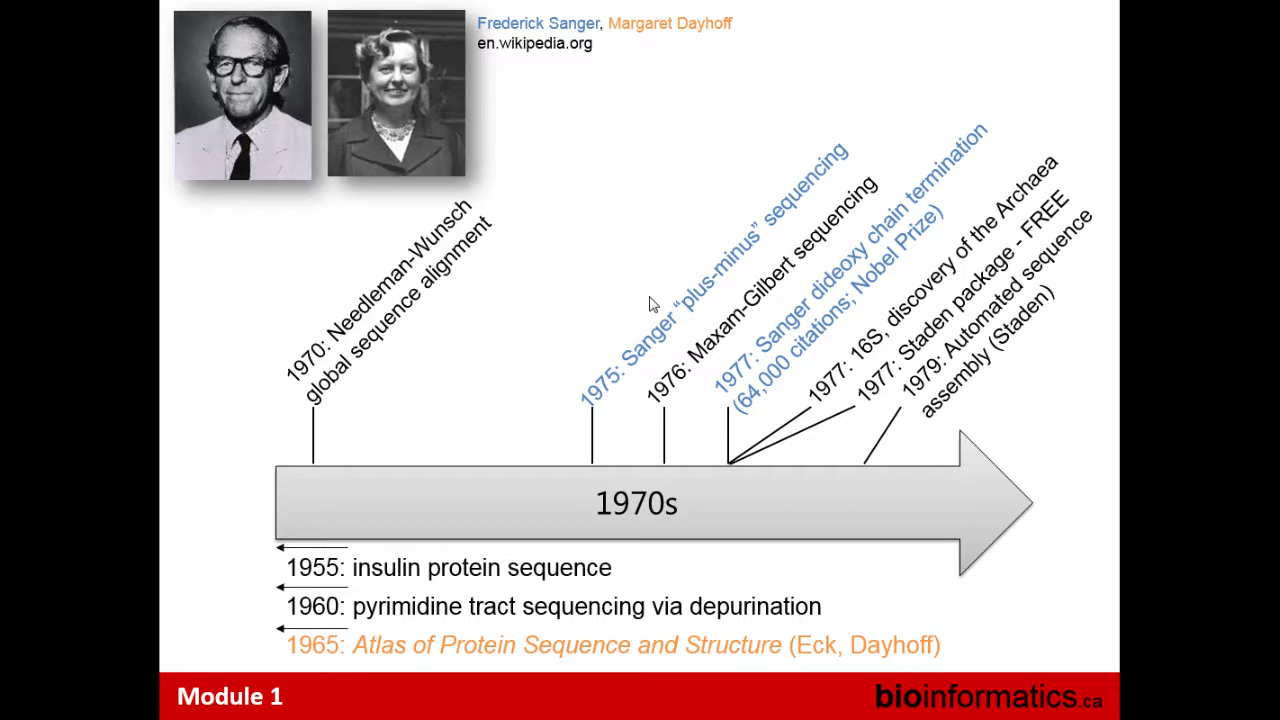 Frederick Sanger, Margaret Dayhoff
en.wikipedia.org
1970: Needleman-Wunsch
global sequence alignment
1975: Sanger “plus-minus” sequencing
1976: Maxam-Gilbert sequencing
1977: Sanger dideoxy chain termination
(64,000 citations; Nobel Prize)
1977: 16S, discovery of the Archaea
1977: Staden package - FREE
1979: Automated sequence
assembly (Staden)
1970s
1955: insulin protein sequence
1960: pyrimidine tract sequencing via depurination
1965: Atlas of Protein Sequence and Structure (Eck, Dayhoff)
Module 1
bioinformatics.ca